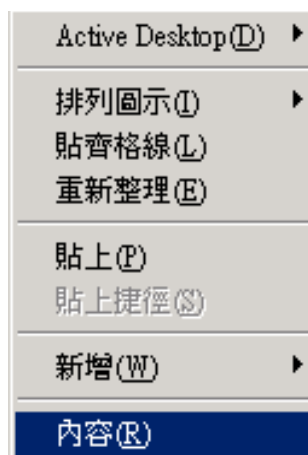 Active Desktop(D)
排列圖示(I)
貼齊格線(L)
重新整理(E)
貼上(P)
貼上捷徑(S)
新增(W)
內容(R)